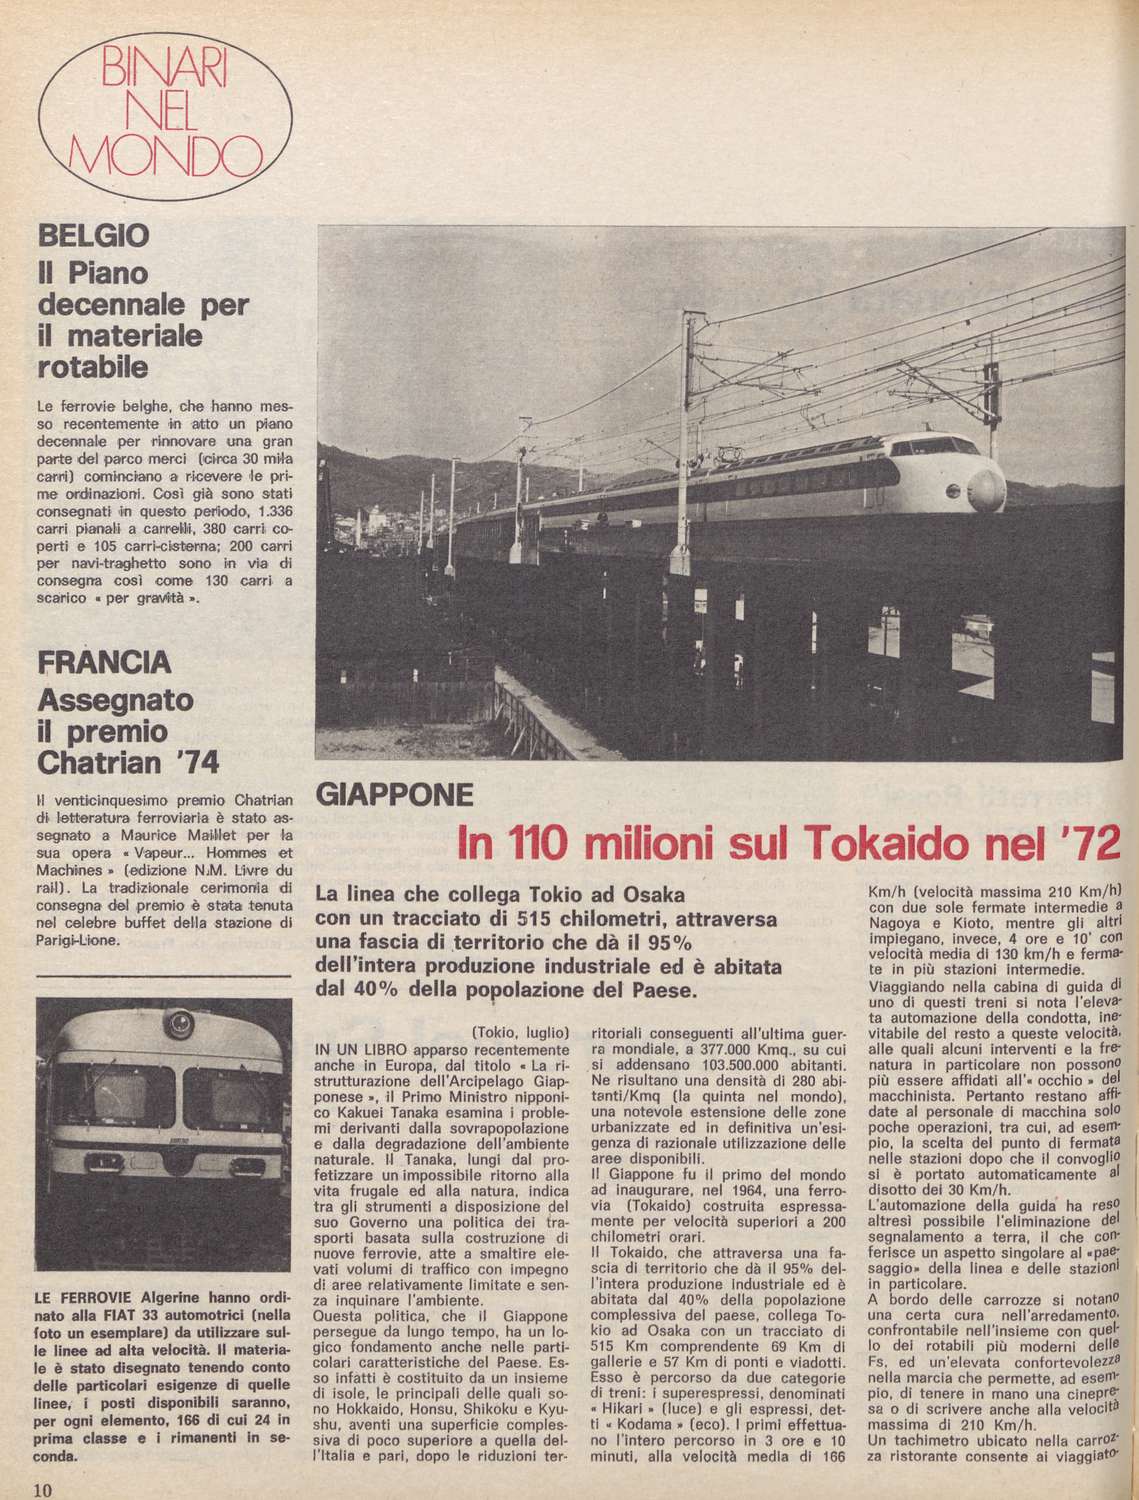 BINARI
NEL
MONDO
BELGIO
Il Piano
decennale per
il materiale
rotabile
Le ferrovie belghe, che hanno mes-
so recentemente in atto un piano
decennale per rinnovare una gran
parte del parco merci (circa 30 mila
carri) cominciano a ricevere le pri-
me ordinazioni. Così già sono stati
consegnati in questo periodo, 1.336
carri pianali a carrelli, 380 carri co-
perti e 105 carri-cisterna; 200 carri
per navi-traghetto sono in via di
consegna così come 130 carri a
scarico « per gravità ».
FRANCIA
Assegnato
il premio
Chatrian '74
Il venticinquesimo premio Chatrian
di letteratura ferroviaria è stato as-
segnato a Maurice Maillet per la
sua opera « Vapeur... Hommes et
Machines » (edizione N.M. Livre du
rail). La tradizionale cerimonia di
consegna del premio è stata tenuta
nel celebre buffet della stazione di
Parigi-Lione.
LE FERROVIE Algerine hanno ordi-
nato alla FIAT 33 automotrici (nella
foto un esemplare) da utilizzare sul-
le linee ad alta velocità. Il materia-
le è stato disegnato tenendo conto
delle particolari esigenze di quelle
linee, i posti disponibili saranno,
per ogni elemento, 166 di cui 24 in
prima classe e i rimanenti in se-
conda.
10
GIAPPONE
In 110 milioni sul Tokaido nel '72
La linea che collega Tokio ad Osaka
con un tracciato di 515 chilometri, attraversa
una fascia di territorio che dà il 95%
dell'intera produzione industriale ed è abitata
dal 40% della popolazione del Paese.
(Tokio, luglio)
IN UN LIBRO apparso recentemente
anche in Europa, dal titolo « La ri-
strutturazione dell'Arcipelago Giap-
ponese », il Primo Ministro nipponi-
co Kakuei Tanaka esamina i proble-
mi derivanti dalla sovrapopolazione
e dalla degradazione dell'ambiente
naturale. Il Tanaka, lungi dal pro-
fetizzare un impossibile ritorno alla
vita frugale ed alla natura, indica
tra gli strumenti a disposizione del
suo Governo una politica dei tra-
sporti basata sulla costruzione di
nuove ferrovie, atte a smaltire ele-
vati volumi di traffico con impegno
di aree relativamente limitate e sen-
za inquinare l'ambiente.
Questa politica, che il Giappone
persegue da lungo tempo, ha un lo-
gico fondamento anche nelle parti-
colari caratteristiche del Paese. Es-
so infatti è costituito da un insieme
di isole, le principali delle quali so-
no Hokkaido, Honsu, Shikoku e Kyu-
shu, aventi una superficie comples-
siva di poco superiore a quella del-
l'Italia e pari, dopo le riduzioni ter-
ritoriali conseguenti all'ultima guer-
ra mondiale, a 377.000 Kmq., su cui
si addensano 103.500.000 abitanti.
Ne risultano una densità di 280 abi-
tanti/Kmq (la quinta nel mondo),
una notevole estensione delle zone
urbanizzate ed in definitiva un'esi-
genza di razionale utilizzazione delle
aree disponibili.
Il Giappone fu il primo del mondo
ad inaugurare, nel 1964, una ferro-
via (Tokaido) costruita espressa-
mente per velocità superiori a 200
chilometri orari.
Il Tokaido, che attraversa una fa-
scia di territorio che dà il 95% del-
l'intera produzione industriale ed è
abitata dal 40% della popolazione
complessiva del paese, collega To-
kio ad Osaka con un tracciato di
515 Km comprendente 69 Km di
gallerie e 57 Km di ponti e viadotti.
Esso è percorso da due categorie
di treni: i superespressi, denominati
« Hikari » (luce) e gli espressi, det-
ti « Kodama » (eco). I primi effettua-
no l'intero percorso in 3 ore e 10
minuti, alla velocità media di 166
Km/h (velocità massima 210 Km/h)
con due sole fermate intermedie a
Nagoya e Kioto, mentre gli altri
impiegano, invece, 4 ore e 10' con
velocità media di 130 km/h e ferma-
te in più stazioni intermedie.
Viaggiando nella cabina di guida di
uno di questi treni si nota l'eleva-
ta automazione della condotta, ine-
vitabile del resto a queste velocità,
alle quali alcuni interventi e la fre-
natura in particolare non possono
più essere affidati all'« occhio » del
macchinista. Pertanto restano affi-
date al personale di macchina solo
poche operazioni, tra cui, ad esem-
pio, la scelta del punto di fermata
nelle stazioni dopo che il convoglio
si è portato automaticamente al
disotto dei 30 Km/h.
L'automazione della guida ha reso
altresì possibile l'eliminazione del
segnalamento a terra, il che con-
ferisce un aspetto singolare al «pae-
saggio» della linea e delle stazioni
in particolare.
A bordo delle carrozze si notano
una certa cura nell'arredamento,
confrontabile nell'insieme con quel-
lo dei rotabili più moderni delle
Fs, ed un'elevata confortevolezza
nella marcia che permette, ad esem-
pio, di tenere in mano una cinepre-
sa o di scrivere anche alla velocità
massima di 210 Km/h.
Un tachimetro ubicato nella carroz-
za ristorante consente ai viaggiato-